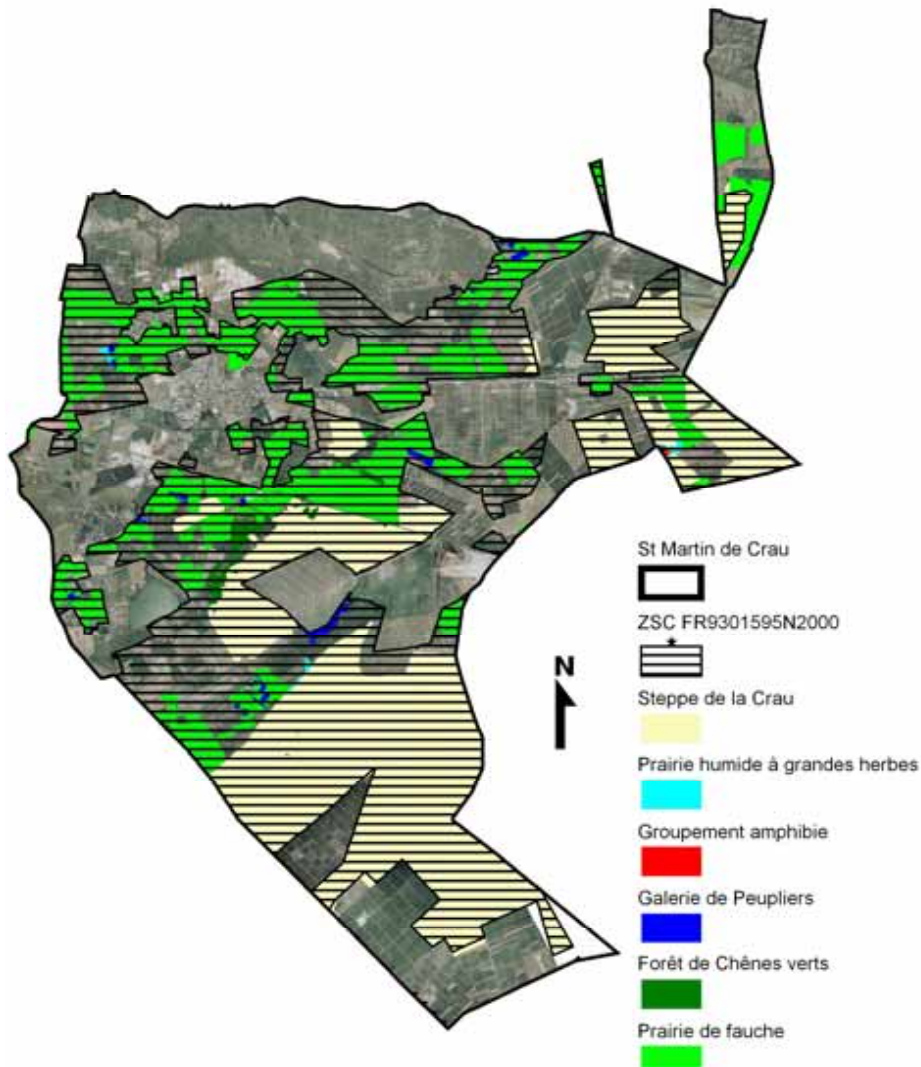 St Martin de Crau
ZSC FR9301595N2000
*
N
Steppe de la Crau
Prairie humide à grandes herbes
Groupement amphibie
Galerie de Peupliers
Forêt de Chênes verts
Prairie de fauche